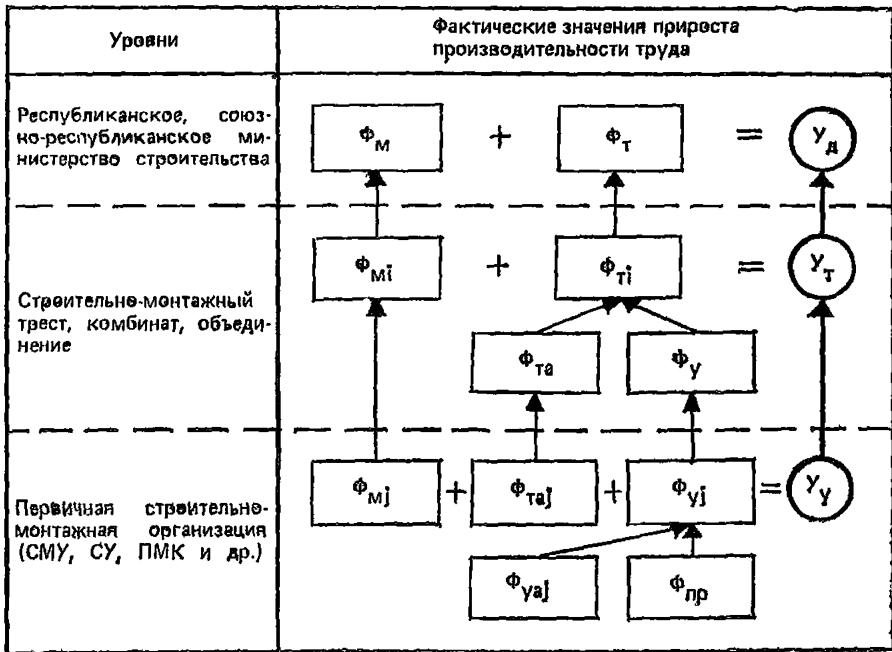 Уровни
Фактические значения прироста
производительности труда
Республиканское, союз-
но-республиканское ми-
нистерство строительства
Фм + Фт = Уд
Строительно-монтажный
трест, комбинат, объеди-
нение
Фмi + Фтi = Ут
Фта Фу
Первичная строительно-
монтажная организация
(СМУ, СУ, ПМК и др.)
Фмj + Фтаj + Фуj = Уу
Фуаj Фпр